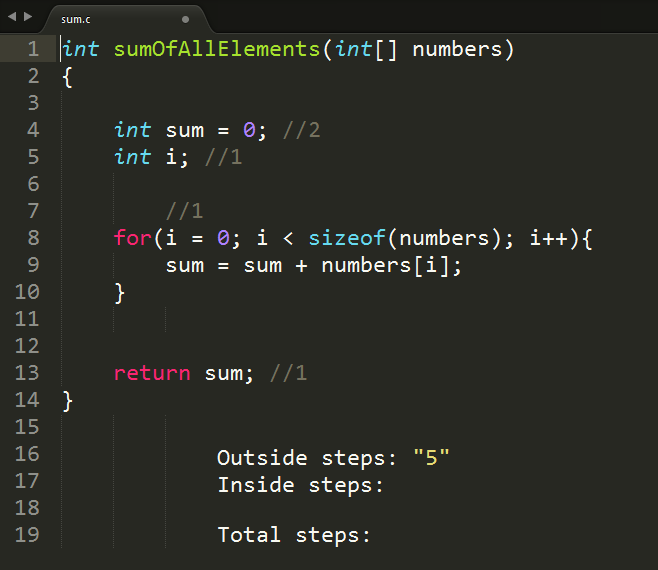 sum.c
1 int sumOfAllElements(int[] numbers)
2 {
3
4 int sum = 0; //2
5 int i; //1
6
7 //1
8 for(i = 0; i < sizeof(numbers); i++){
9 sum = sum + numbers[i];
10 }
11
12
13 return sum; //1
14 }
15
16 Outside steps: "5"
17 Inside steps:
18
19 Total steps: